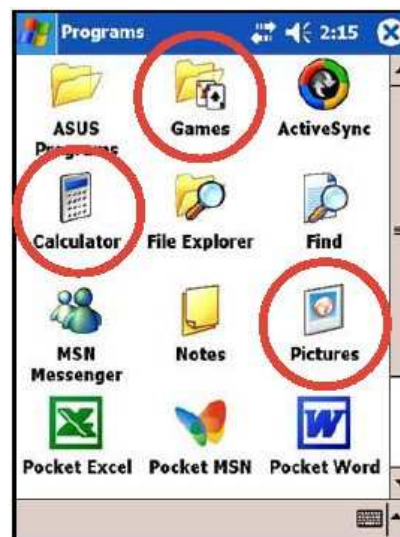 Programs 2:15
ASUS Programs Games ActiveSync
Calculator File Explorer Find
MSN Messenger Notes Pictures
Pocket Excel Pocket MSN Pocket Word